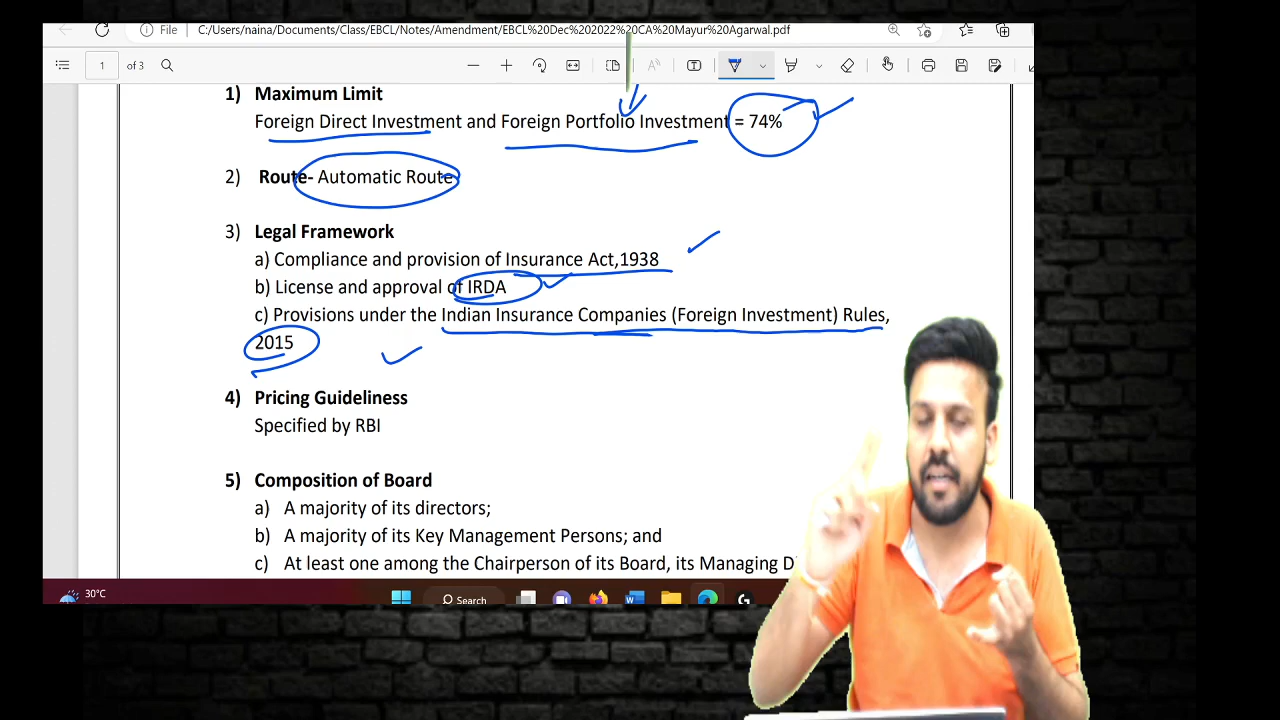 File C:/Users/naina/Documents/Class/EBCL/Notes/Amendment/EBCL%20Dec%202022%20CA%20Mayur%20Agarwal.pdf
1 of 3
1) Maximum Limit
Foreign Direct Investment and Foreign Portfolio Investment = 74%
2) Route- Automatic Route
3) Legal Framework
a) Compliance and provision of Insurance Act,1938
b) License and approval of IRDA
c) Provisions under the Indian Insurance Companies (Foreign Investment) Rules,
2015
4) Pricing Guideliness
Specified by RBI
5) Composition of Board
a) A majority of its directors;
b) A majority of its Key Management Persons; and
c) At least one among the Chairperson of its Board, its Managing
30°C
Search